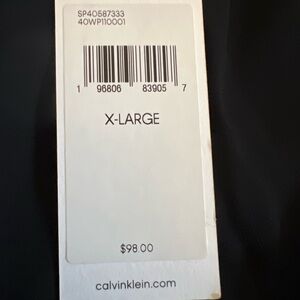 SP40587333
40WP110001
1 96806 83905 7
X-LARGE
$98.00
calvinklein.com